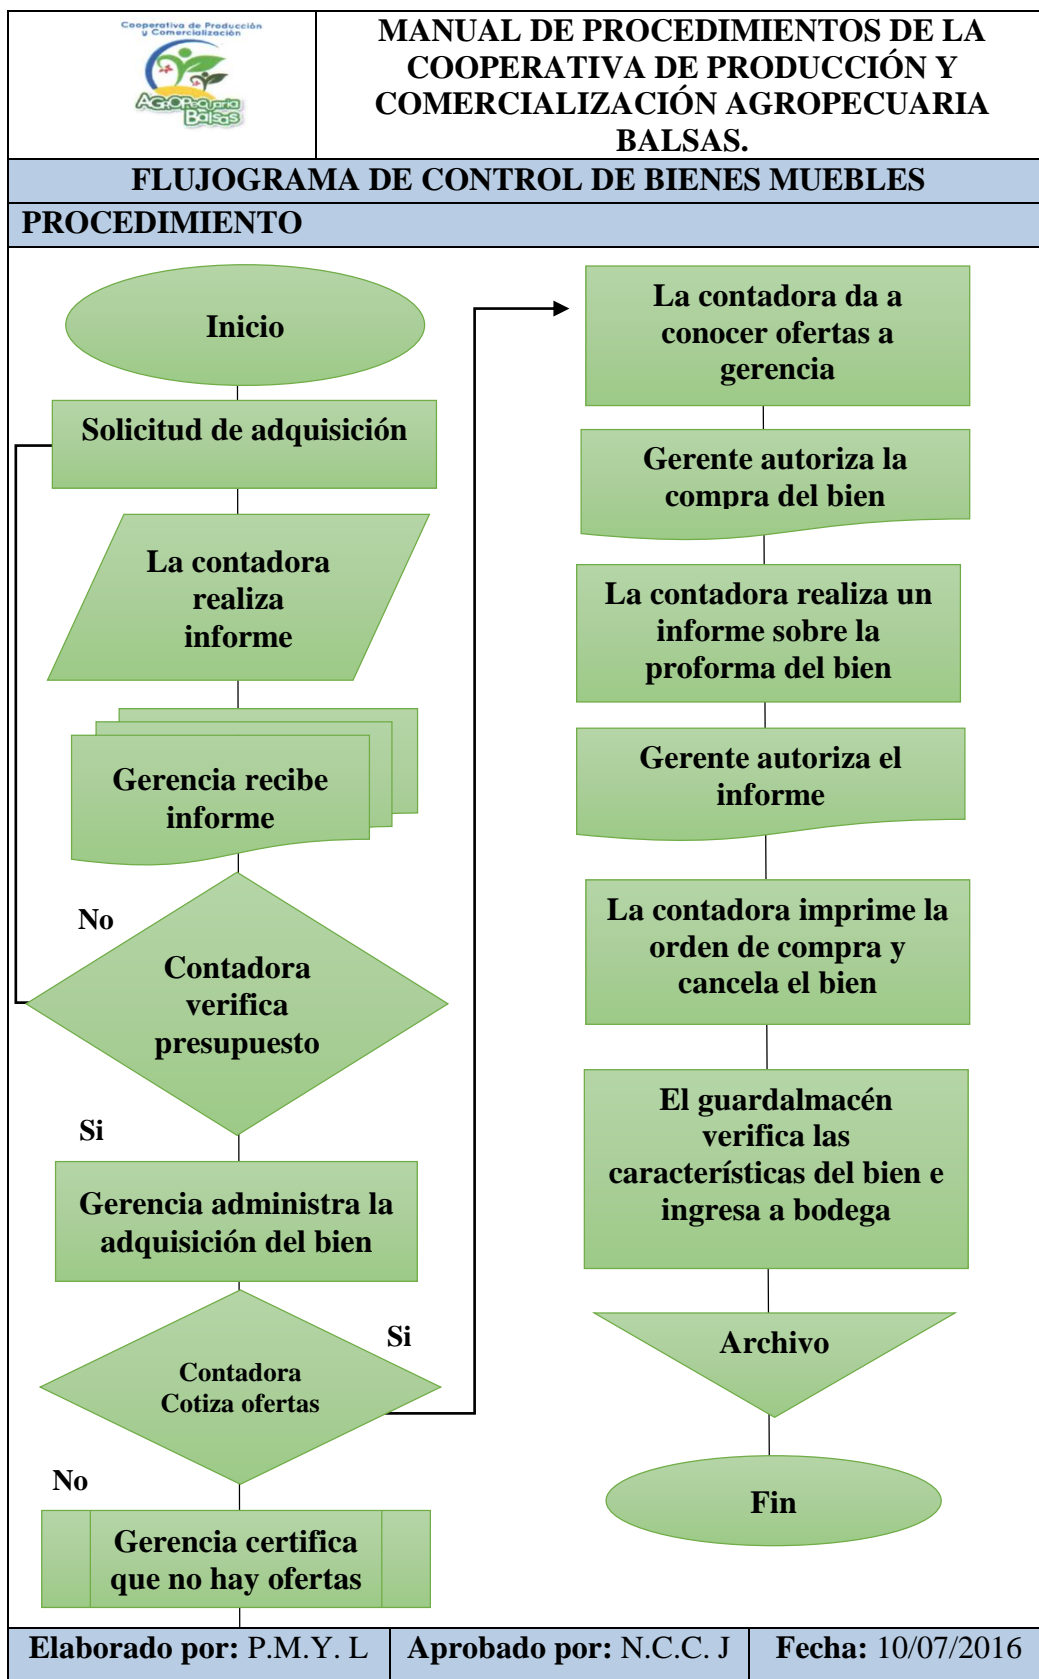 Cooperativa de Producción
y Comercialización
AGROPecuaria
Balsas
MANUAL DE PROCEDIMIENTOS DE LA
COOPERATIVA DE PRODUCCIÓN Y
COMERCIALIZACIÓN AGROPECUARIA
BALSAS.
FLUJOGRAMA DE CONTROL DE BIENES MUEBLES
PROCEDIMIENTO
Inicio
Solicitud de adquisición
La contadora
realiza
informe
Gerencia recibe
informe
No
Contadora
verifica
presupuesto
Si
Gerencia administra la
adquisición del bien
Si
Contadora
Cotiza ofertas
No
Gerencia certifica
que no hay ofertas
La contadora da a
conocer ofertas a
gerencia
Gerente autoriza la
compra del bien
La contadora realiza un
informe sobre la
proforma del bien
Gerente autoriza el
informe
La contadora imprime la
orden de compra y
cancela el bien
El guardalmacén
verifica las
características del bien e
ingresa a bodega
Archivo
Fin
Elaborado por: P.M.Y. L
Aprobado por: N.C.C. J
Fecha: 10/07/2016